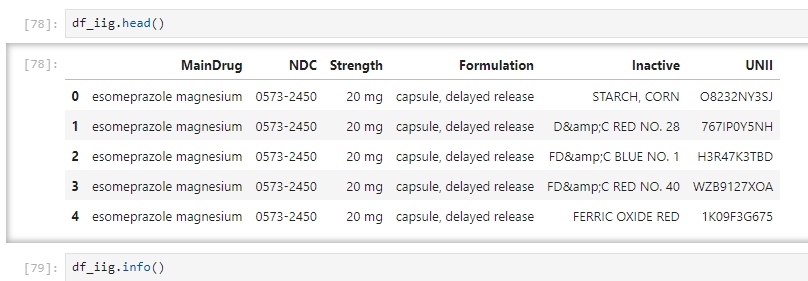 [78]: df_iig.head()
[78]: MainDrug NDC Strength Formulation Inactive UNII
0 esomeprazole magnesium 0573-2450 20 mg capsule, delayed release STARCH, CORN O8232NY3SJ
1 esomeprazole magnesium 0573-2450 20 mg capsule, delayed release D&amp;C RED NO. 28 767IP0Y5NH
2 esomeprazole magnesium 0573-2450 20 mg capsule, delayed release FD&amp;C BLUE NO. 1 H3R47K3TBD
3 esomeprazole magnesium 0573-2450 20 mg capsule, delayed release FD&amp;C RED NO. 40 WZB9127XOA
4 esomeprazole magnesium 0573-2450 20 mg capsule, delayed release FERRIC OXIDE RED 1K09F3G675
[79]: df_iig.info()